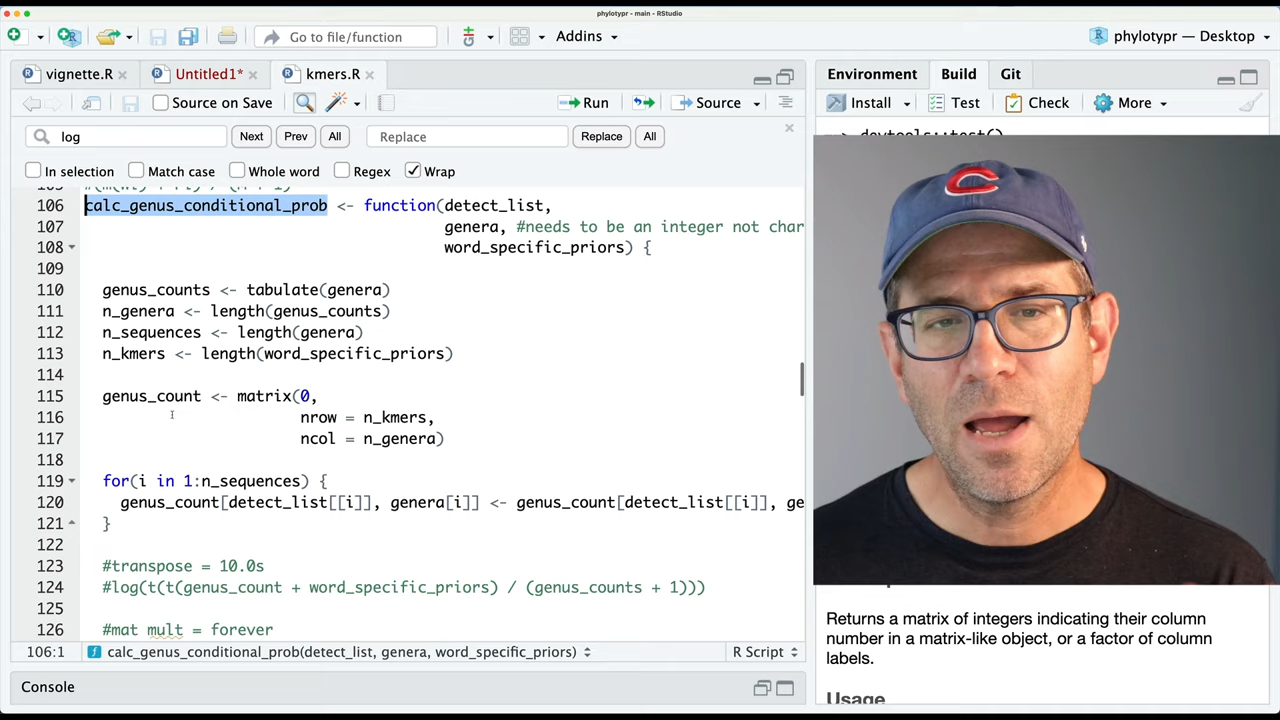 phylotypr - main - RStudio
Go to file/function
Addins
phylotypr — Desktop
vignette.R
Untitled1*
kmers.R
Environment
Build
Git
Source on Save
Run
Source
Install
Test
Check
More
log
Next
Prev
All
Replace
Replace
All
==> devtools::test()
In selection
Match case
Whole word
Regex
Wrap
105 #(m(wi) + Pi) / (M + 1)
106 calc_genus_conditional_prob <- function(detect_list,
107 genera, #needs to be an integer not char
108 word_specific_priors) {
109
110 genus_counts <- tabulate(genera)
111 n_genera <- length(genus_counts)
112 n_sequences <- length(genera)
113 n_kmers <- length(word_specific_priors)
114
115 genus_count <- matrix(0,
116 nrow = n_kmers,
117 ncol = n_genera)
118
119 for(i in 1:n_sequences) {
120 genus_count[detect_list[[i]], genera[i]] <- genus_count[detect_list[[i]], ge
121 }
122
123 #transpose = 10.0s
124 #log(t(t(genus_count + word_specific_priors) / (genus_counts + 1)))
125
126 #mat mult = forever
Returns a matrix of integers indicating their column
number in a matrix-like object, or a factor of column
labels.
Usage
106:1
calc_genus_conditional_prob(detect_list, genera, word_specific_priors)
R Script
Console